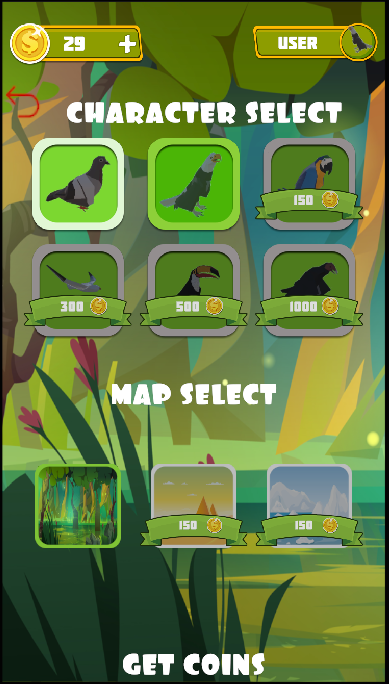 29 +
USER
CHARACTER SELECT
150
300
500
1000
MAP SELECT
150
150
GET COINS